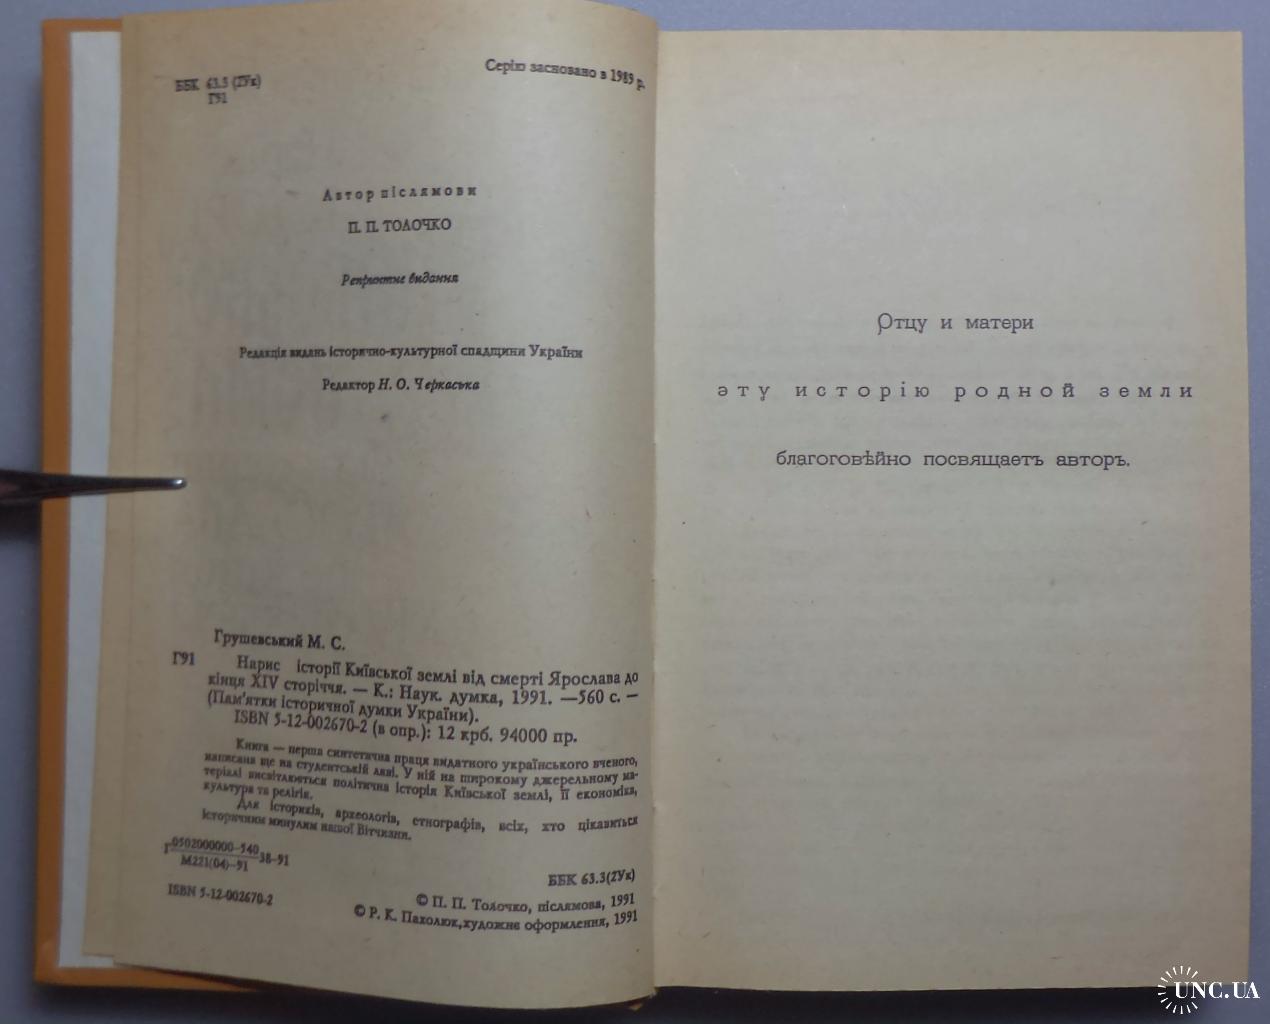 ББК 63.3 (2Ук)
Г91
Серію засновано в 1989 р.
Автор післямови
П. П. ТОЛОЧКО
Репринтне видання
Редакція видань історично-культурної спадщини України
Редактор Н. О. Черкаська
Грушевський М. С.
Г91 Нарис історії Київської землі від смерті Ярослава до
кінця XIV сторіччя. — К.: Наук. думка, 1991. —560 с. —
(Пам'ятки історичної думки України).
ISBN 5-12-002670-2 (в опр.): 12 крб. 94000 пр.
Книга — перша синтетична праця видатного українського вченого,
написана ще на студентській лаві. У ній на широкому джерельному ма-
теріалі висвітлюються політична історія Київської землі, її економіка,
культура та релігія.
Для істориків, археологів, етнографів, всіх, хто цікавиться
історичним минулим нашої Вітчизни.
Г 0502000000-540 38-91
М221(04)-91
ББК 63.3(2Ук)
ISBN 5-12-002670-2
© П. П. Толочко, післямова, 1991
© Р. К. Пахолюк,художнє оформлення, 1991
Отцу и матери
эту исторію родной земли
благоговѣйно посвящаетъ авторъ.
UNC.UA